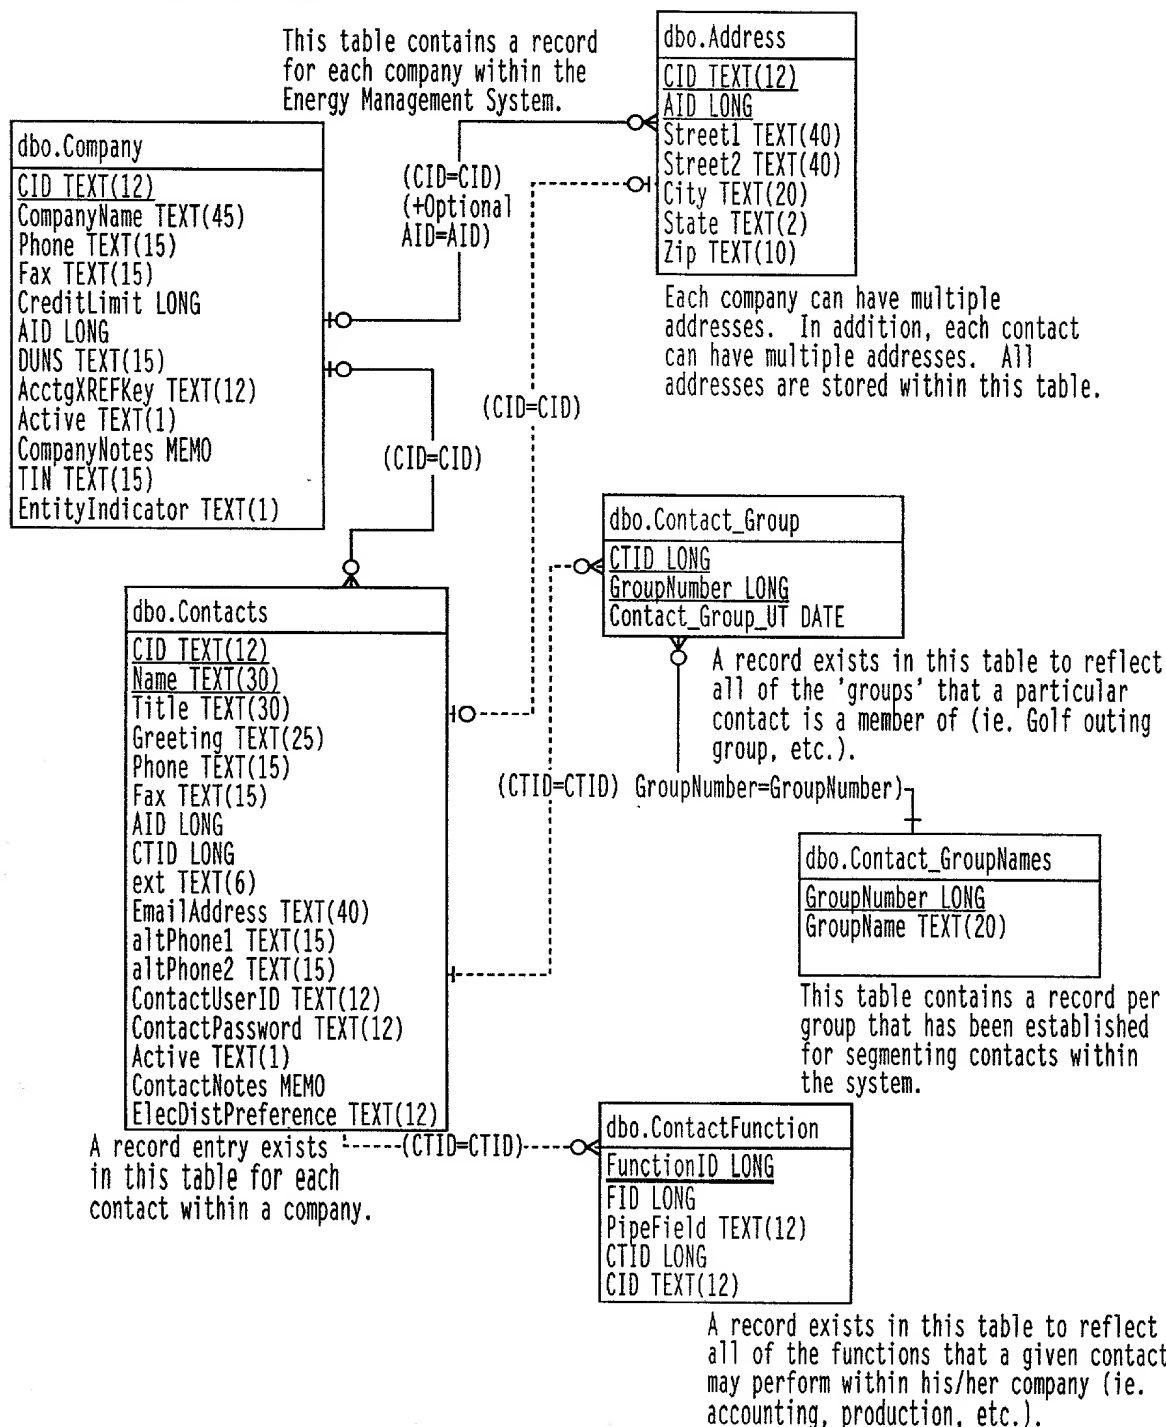 This table contains a record
for each company within the
Energy Management System.
dbo.Address
CID TEXT(12)
AID LONG
Street1 TEXT(40)
Street2 TEXT(40)
City TEXT(20)
State TEXT(2)
Zip TEXT(10)
Each company can have multiple
addresses. In addition, each contact
can have multiple addresses. All
addresses are stored within this table.
dbo.Company
CID TEXT(12)
CompanyName TEXT(45)
Phone TEXT(15)
Fax TEXT(15)
CreditLimit LONG
AID LONG
DUNS TEXT(15)
AcctgXREFKey TEXT(12)
Active TEXT(1)
CompanyNotes MEMO
TIN TEXT(15)
EntityIndicator TEXT(1)
(CID=CID)
(+Optional
AID=AID)
(CID=CID)
(CID=CID)
dbo.Contact_Group
CTID LONG
GroupNumber LONG
Contact_Group_UT DATE
A record exists in this table to reflect
all of the 'groups' that a particular
contact is a member of (ie. Golf outing
group, etc.).
(CTID=CTID) GroupNumber=GroupNumber)
dbo.Contact_GroupNames
GroupNumber LONG
GroupName TEXT(20)
This table contains a record per
group that has been established
for segmenting contacts within
the system.
dbo.Contacts
CID TEXT(12)
Name TEXT(30)
Title TEXT(30)
Greeting TEXT(25)
Phone TEXT(15)
Fax TEXT(15)
AID LONG
CTID LONG
ext TEXT(6)
EmailAddress TEXT(40)
altPhone1 TEXT(15)
altPhone2 TEXT(15)
ContactUserID TEXT(12)
ContactPassword TEXT(12)
Active TEXT(1)
ContactNotes MEMO
ElecDistPreference TEXT(12)
A record entry exists
in this table for each
contact within a company.
(CTID=CTID)
dbo.ContactFunction
FunctionID LONG
FID LONG
PipeField TEXT(12)
CTID LONG
CID TEXT(12)
A record exists in this table to reflect
all of the functions that a given contact
may perform within his/her company (ie.
accounting, production, etc.).